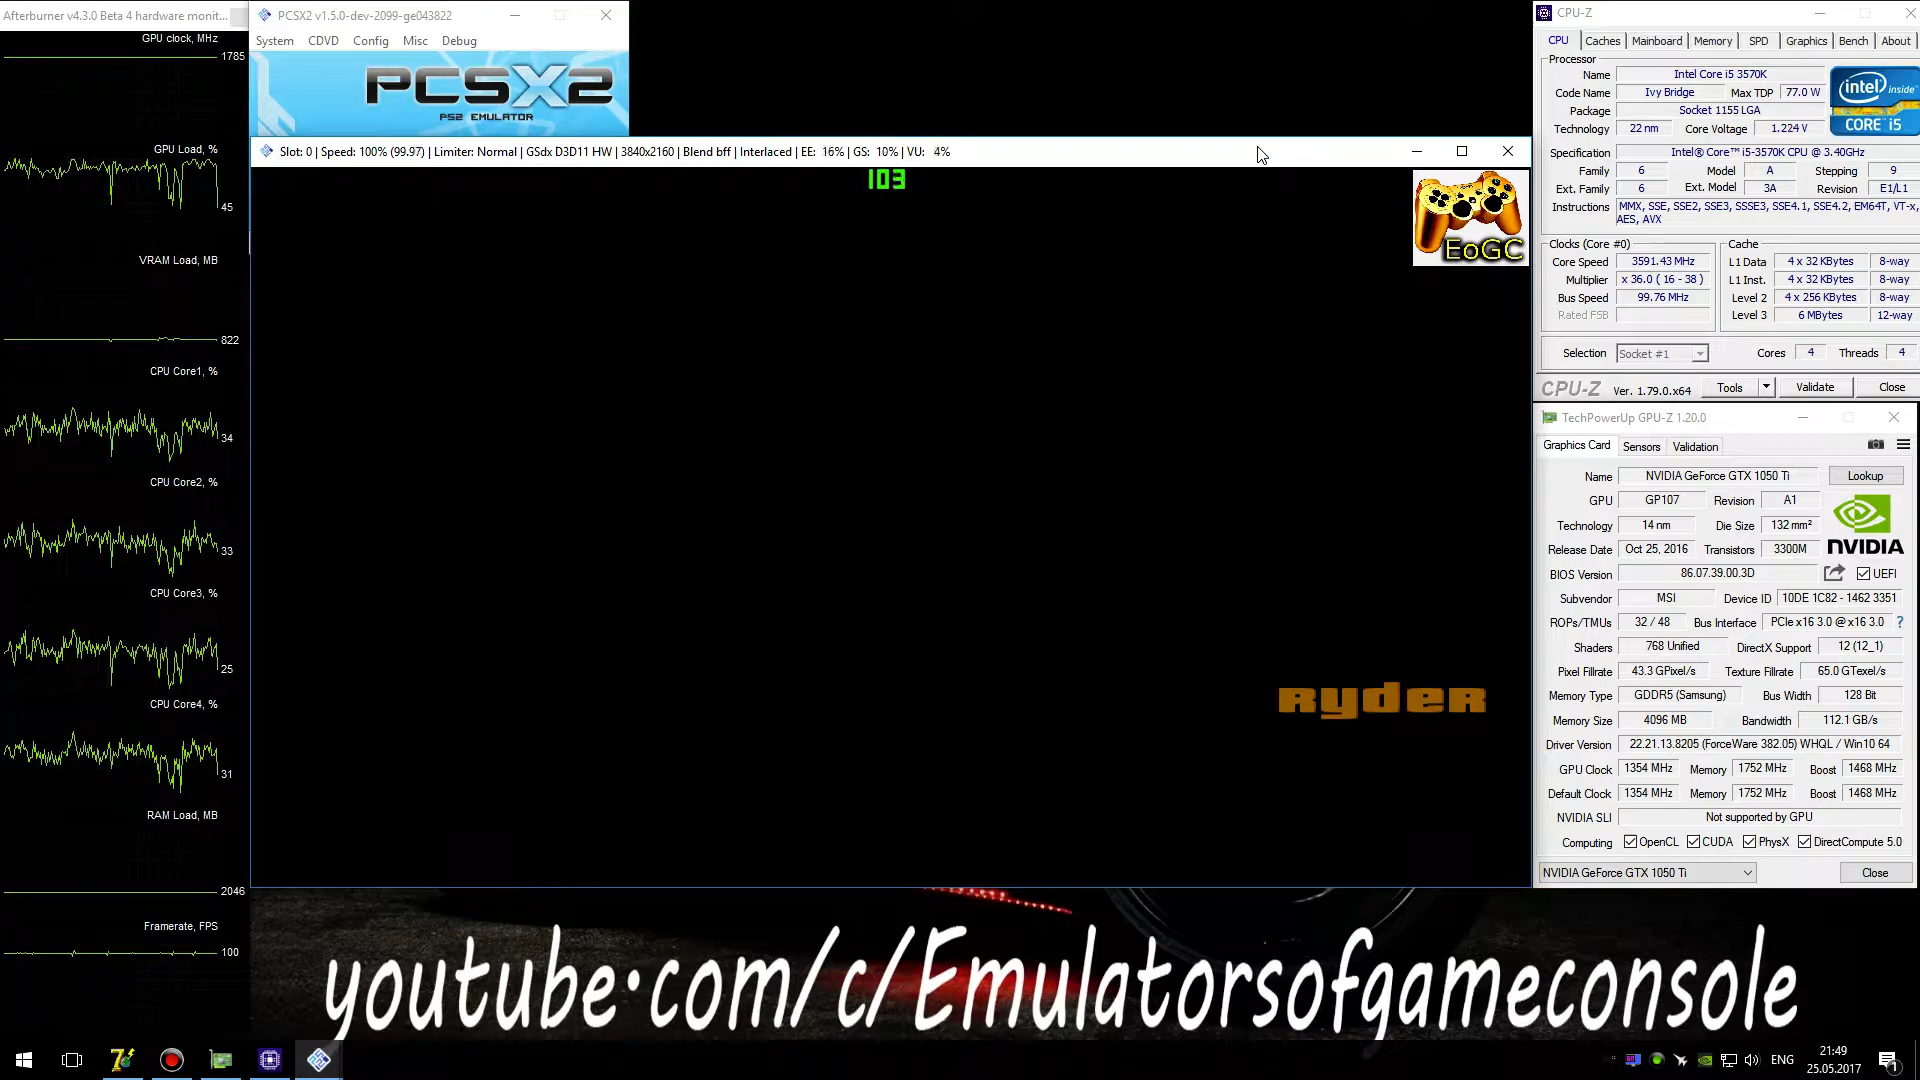 Afterburner v4.3.0 Beta 4 hardware monit...
GPU clock, MHz
1785
GPU Load, %
45
VRAM Load, MB
822
CPU Core1, %
34
CPU Core2, %
33
CPU Core3, %
25
CPU Core4, %
31
RAM Load, MB
2046
Framerate, FPS
100
PCSX2 v1.5.0-dev-2099-ge043822
System CDVD Config Misc Debug
PCSX2
PS2 EMULATOR
Slot: 0 | Speed: 100% (99.97) | Limiter: Normal | GSdx D3D11 HW | 3840x2160 | Blend bff | Interlaced | EE: 16% | GS: 10% | VU: 4%
103
EoGC
Ryder
youtube.com/c/Emulatorsofgameconsole
CPU-Z
CPU Caches Mainboard Memory SPD Graphics Bench About
Processor
Name Intel Core i5 3570K
Code Name Ivy Bridge Max TDP 77.0 W
Package Socket 1155 LGA
Technology 22 nm Core Voltage 1.224 V
intel inside
CORE i5
Specification Intel® Core™ i5-3570K CPU @ 3.40GHz
Family 6 Model A Stepping 9
Ext. Family 6 Ext. Model 3A Revision E1/L1
Instructions MMX, SSE, SSE2, SSE3, SSSE3, SSE4.1, SSE4.2, EM64T, VT-x,
AES, AVX
Clocks (Core #0) Cache
Core Speed 3591.43 MHz L1 Data 4 x 32 KBytes 8-way
Multiplier x 36.0 ( 16 - 38 ) L1 Inst. 4 x 32 KBytes 8-way
Bus Speed 99.76 MHz Level 2 4 x 256 KBytes 8-way
Rated FSB Level 3 6 MBytes 12-way
Selection Socket #1 Cores 4 Threads 4
CPU-Z Ver. 1.79.0.x64 Tools Validate Close
TechPowerUp GPU-Z 1.20.0
Graphics Card Sensors Validation
Name NVIDIA GeForce GTX 1050 Ti Lookup
GPU GP107 Revision A1
Technology 14 nm Die Size 132 mm²
Release Date Oct 25, 2016 Transistors 3300M
NVIDIA
BIOS Version 86.07.39.00.3D UEFI
Subvendor MSI Device ID 10DE 1C82 - 1462 3351
ROPs/TMUs 32 / 48 Bus Interface PCIe x16 3.0 @ x16 3.0 ?
Shaders 768 Unified DirectX Support 12 (12_1)
Pixel Fillrate 43.3 GPixel/s Texture Fillrate 65.0 GTexel/s
Memory Type GDDR5 (Samsung) Bus Width 128 Bit
Memory Size 4096 MB Bandwidth 112.1 GB/s
Driver Version 22.21.13.8205 (ForceWare 382.05) WHQL / Win10 64
GPU Clock 1354 MHz Memory 1752 MHz Boost 1468 MHz
Default Clock 1354 MHz Memory 1752 MHz Boost 1468 MHz
NVIDIA SLI Not supported by GPU
Computing OpenCL CUDA PhysX DirectCompute 5.0
NVIDIA GeForce GTX 1050 Ti Close
ENG
21:49
25.05.2017
1